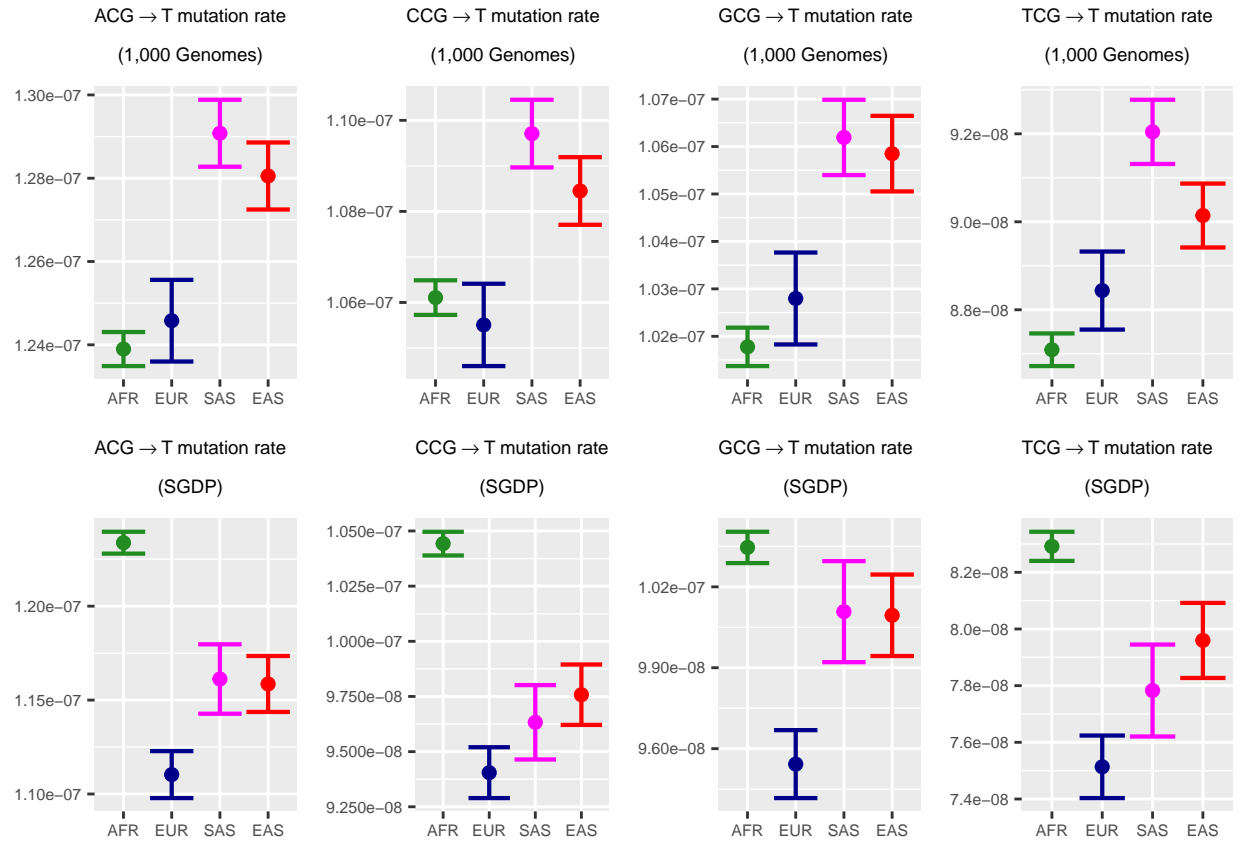 ACG → T mutation rate
(1,000 Genomes)
1.30e−07
1.28e−07
1.26e−07
1.24e−07
AFR EUR SAS EAS
CCG → T mutation rate
(1,000 Genomes)
1.10e−07
1.08e−07
1.06e−07
AFR EUR SAS EAS
GCG → T mutation rate
(1,000 Genomes)
1.07e−07
1.06e−07
1.05e−07
1.04e−07
1.03e−07
1.02e−07
AFR EUR SAS EAS
TCG → T mutation rate
(1,000 Genomes)
9.2e−08
9.0e−08
8.8e−08
AFR EUR SAS EAS
ACG → T mutation rate
(SGDP)
1.20e−07
1.15e−07
1.10e−07
AFR EUR SAS EAS
CCG → T mutation rate
(SGDP)
1.050e−07
1.025e−07
1.000e−07
9.750e−08
9.500e−08
9.250e−08
AFR EUR SAS EAS
GCG → T mutation rate
(SGDP)
1.02e−07
9.90e−08
9.60e−08
AFR EUR SAS EAS
TCG → T mutation rate
(SGDP)
8.2e−08
8.0e−08
7.8e−08
7.6e−08
7.4e−08
AFR EUR SAS EAS